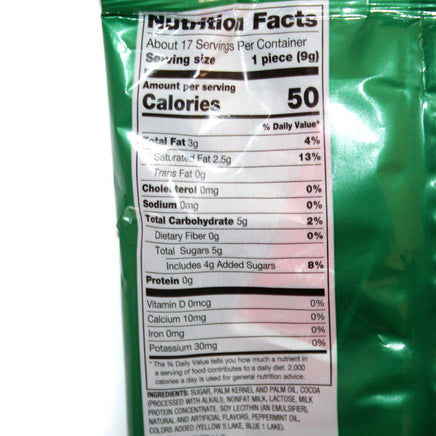 Nutrition Facts
About 17 Servings Per Container
Serving size 1 piece (9g)
Amount per serving
Calories 50
% Daily Value*
Total Fat 3g 4%
Saturated Fat 2.5g 13%
Trans Fat 0g
Cholesterol 0mg 0%
Sodium 0mg 0%
Total Carbohydrate 5g 2%
Dietary Fiber 0g 0%
Total Sugars 5g
Includes 4g Added Sugars 8%
Protein 0g
Vitamin D 0mcg 0%
Calcium 10mg 0%
Iron 0mg 0%
Potassium 30mg 0%
* The % Daily Value tells you how much a nutrient in
a serving of food contributes to a daily diet. 2,000
calories a day is used for general nutrition advice.
INGREDIENTS: SUGAR, PALM KERNEL AND PALM OIL, COCOA
(PROCESSED WITH ALKALI), NONFAT MILK, LACTOSE, MILK
PROTEIN CONCENTRATE, SOY LECITHIN (AN EMULSIFIER),
NATURAL AND ARTIFICIAL FLAVORS, PEPPERMINT OIL,
COLORS ADDED (YELLOW 5 LAKE, BLUE 1 LAKE).